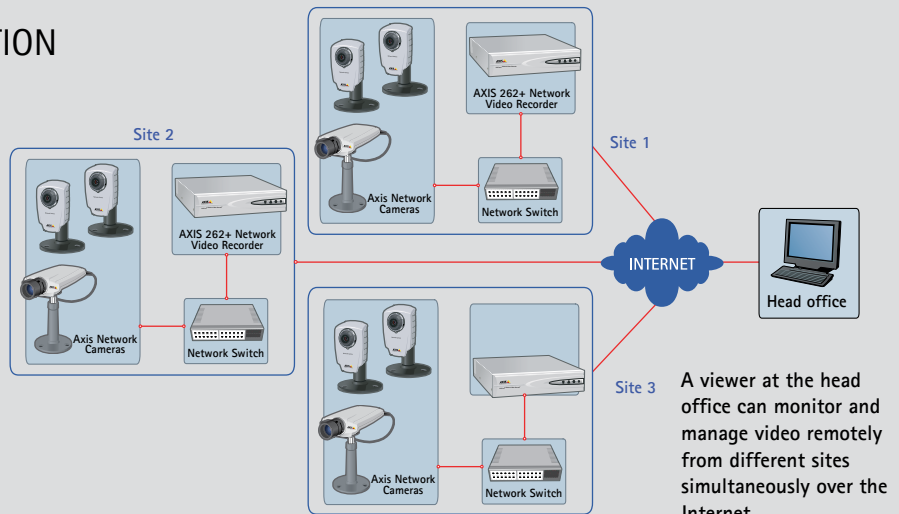 TION
AXIS 262+ Network
Video Recorder
Site 1
Axis Network
Cameras
Network Switch
Site 2
AXIS 262+ Network
Video Recorder
Axis Network
Cameras
Network Switch
INTERNET
Head office
Site 3
Axis Network
Cameras
Network Switch
A viewer at the head
office can monitor and
manage video remotely
from different sites
simultaneously over the
Internet